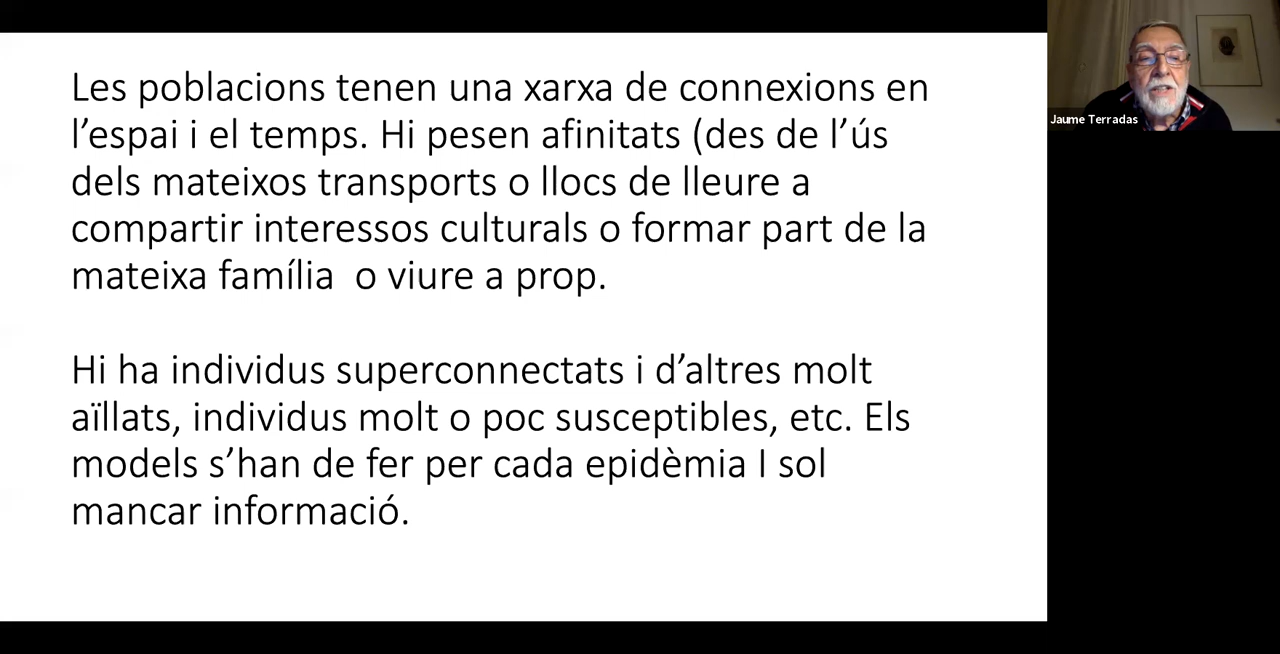 Les poblacions tenen una xarxa de connexions en
l’espai i el temps. Hi pesen afinitats (des de l’ús
dels mateixos transports o llocs de lleure a
compartir interessos culturals o formar part de la
mateixa família  o viure a prop.
Hi ha individus superconnectats i d’altres molt
aïllats, individus molt o poc susceptibles, etc. Els
models s’han de fer per cada epidèmia I sol
mancar informació.
Jaume Terradas